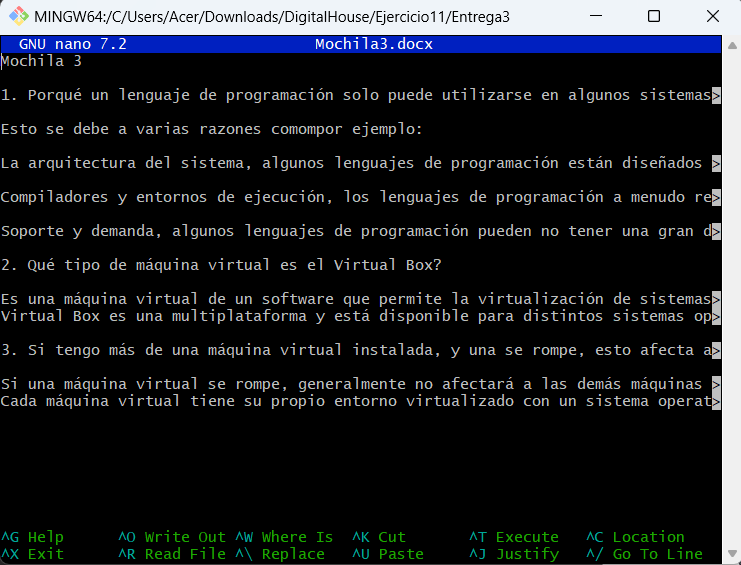 MINGW64:/C/Users/Acer/Downloads/DigitalHouse/Ejercicio11/Entrega3
GNU nano 7.2 Mochila3.docx
Mochila 3
1. Porqué un lenguaje de programación solo puede utilizarse en algunos sistemas>
Esto se debe a varias razones comompor ejemplo:
La arquitectura del sistema, algunos lenguajes de programación están diseñados >
Compiladores y entornos de ejecución, los lenguajes de programación a menudo re>
Soporte y demanda, algunos lenguajes de programación pueden no tener una gran d>
2. Qué tipo de máquina virtual es el Virtual Box?
Es una máquina virtual de un software que permite la virtualización de sistemas>
Virtual Box es una multiplataforma y está disponible para distintos sistemas op>
3. Si tengo más de una máquina virtual instalada, y una se rompe, esto afecta a>
Si una máquina virtual se rompe, generalmente no afectará a las demás máquinas >
Cada máquina virtual tiene su propio entorno virtualizado con un sistema operat>
^G Help ^O Write Out ^W Where Is ^K Cut ^T Execute ^C Location
^X Exit ^R Read File ^\ Replace ^U Paste ^J Justify ^/ Go To Line